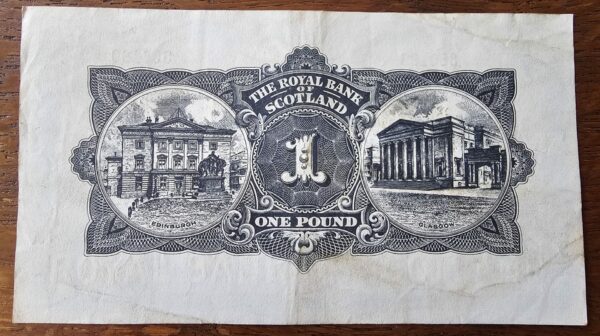 THE ROYAL BANK
OF
SCOTLAND
1
ONE POUND
EDINBURGH
GLASGOW